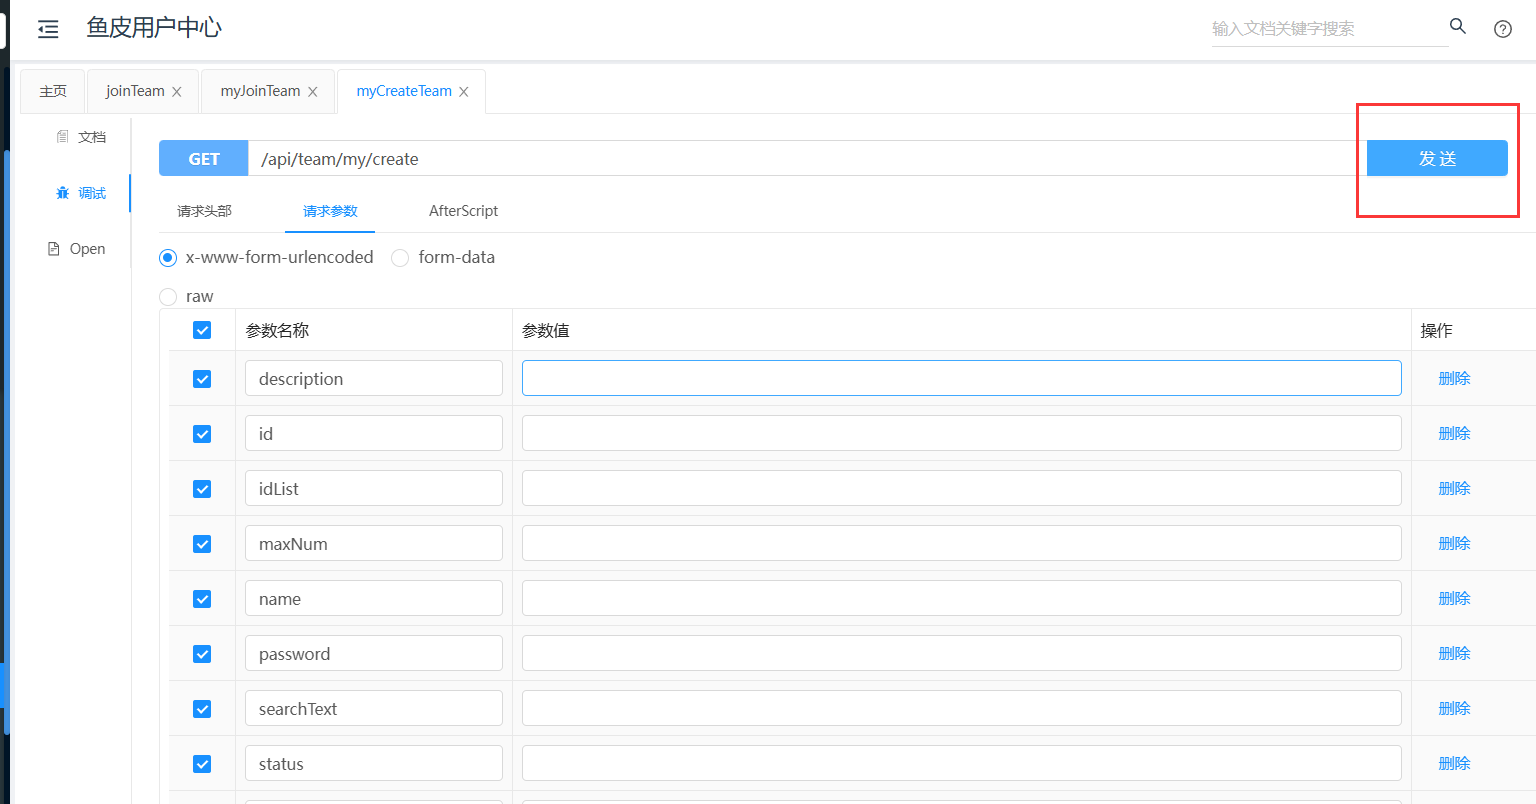 鱼皮用户中心
输入文档关键字搜索
主页
joinTeam
myJoinTeam
myCreateTeam
文档
调试
Open
GET
/api/team/my/create
发 送
请求头部
请求参数
AfterScript
x-www-form-urlencoded
form-data
raw
参数名称
参数值
操作
description
删除
id
删除
idList
删除
maxNum
删除
name
删除
password
删除
searchText
删除
status
删除